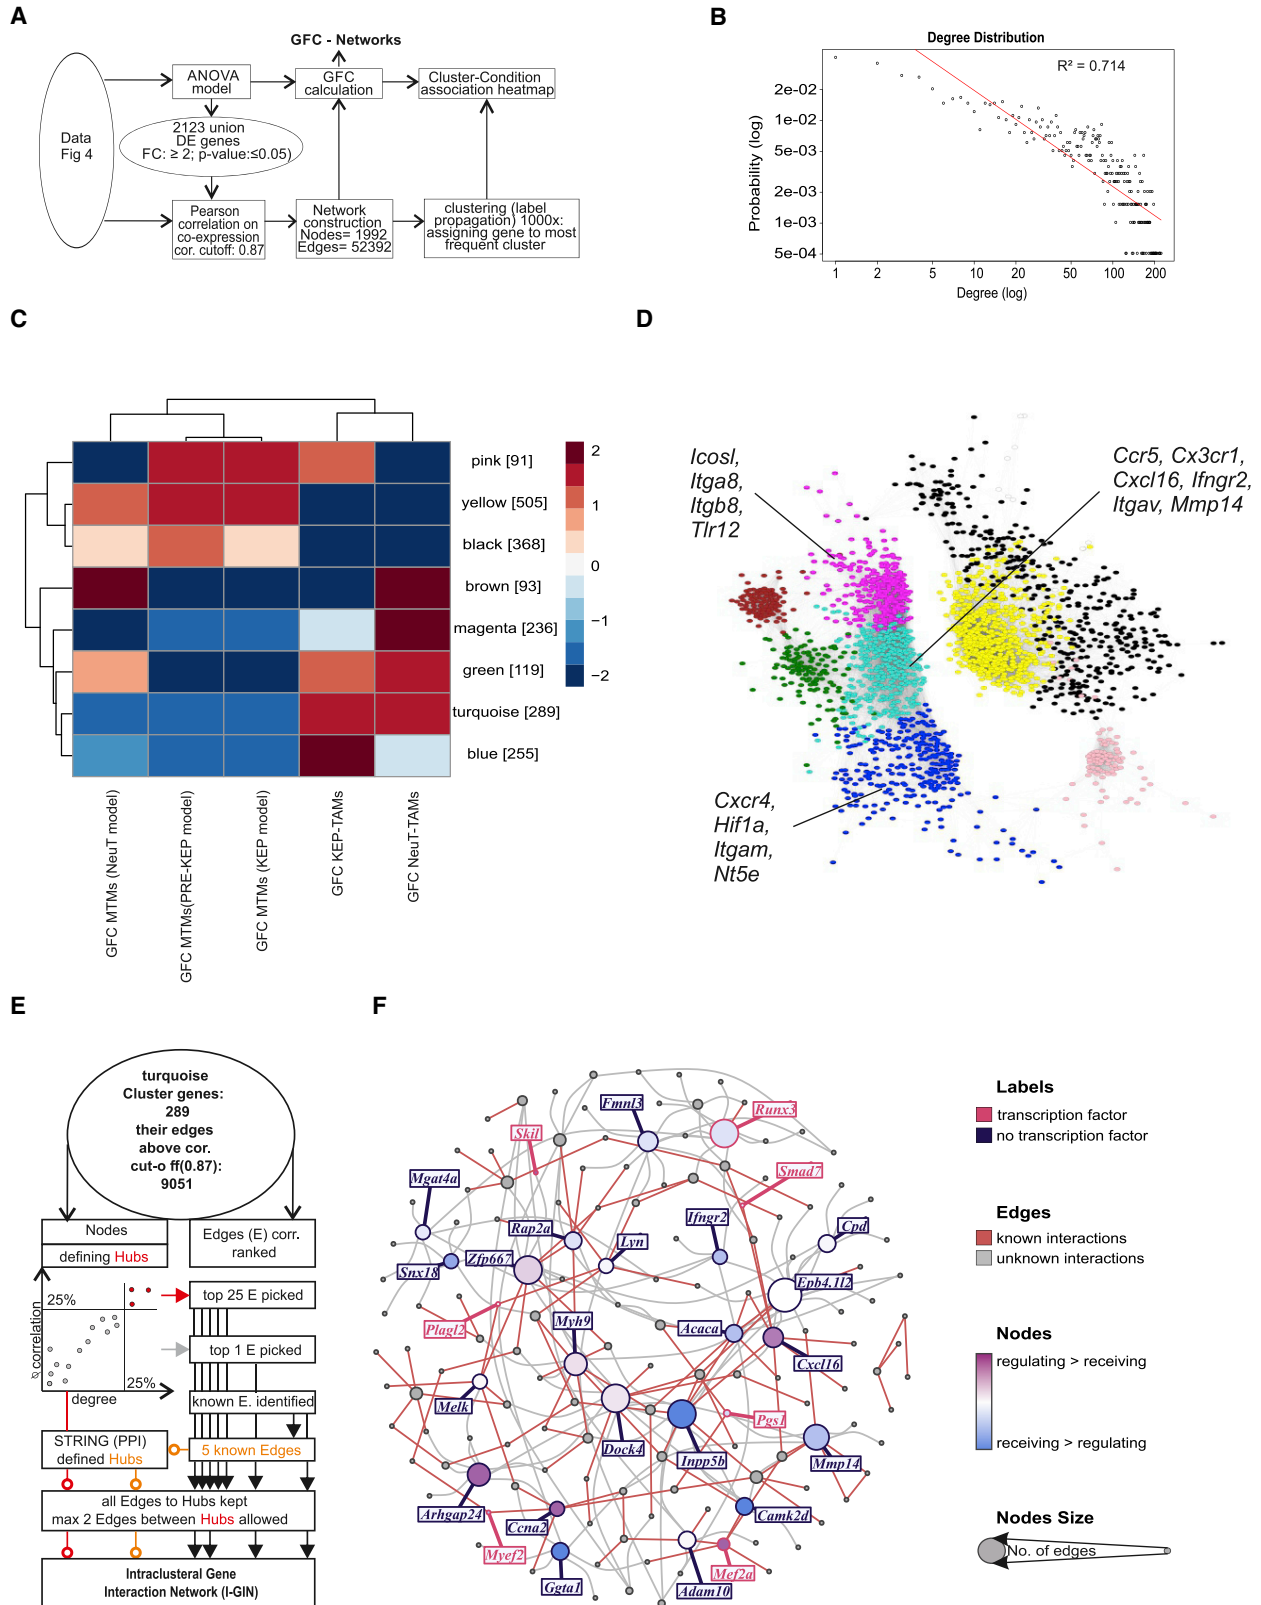 A
GFC - Networks
Data
Fig 4
ANOVA
model
GFC
calculation
Cluster-Condition
association heatmap
2123 union
DE genes
FC: ≥ 2; p-value:≤0.05)
Pearson
correlation on
co-expression
cor. cutoff: 0.87
Network
construction
Nodes= 1992
Edges= 52392
clustering (label
propagation) 1000x:
assigning gene to most
frequent cluster
B
Degree Distribution
R² = 0.714
Probability (log)
2e-02
1e-02
5e-03
2e-03
1e-03
5e-04
1 2 5 10 20 50 100 200
Degree (log)
C
pink [91]
yellow [505]
black [368]
brown [93]
magenta [236]
green [119]
turquoise [289]
blue [255]
2
1
0
−1
−2
GFC MTMs (NeuT model)
GFC MTMs(PRE-KEP model)
GFC MTMs (KEP model)
GFC KEP-TAMs
GFC NeuT-TAMs
D
Icosl,
Itga8,
Itgb8,
Tlr12
Ccr5, Cx3cr1,
Cxcl16, Ifngr2,
Itgav, Mmp14
Cxcr4,
Hif1a,
Itgam,
Nt5e
E
turquoise
Cluster genes:
289
their edges
above cor.
cut-o ff(0.87):
9051
Nodes
defining Hubs
Edges (E) corr.
ranked
25%
25%
correlation
degree
top 25 E picked
top 1 E picked
known E. identified
STRING (PPI)
defined Hubs
5 known Edges
all Edges to Hubs kept
max 2 Edges between Hubs allowed
Intraclusteral Gene
Interaction Network (I-GIN)
F
Fmnl3
Runx3
Skil
Smad7
Mgat4a
Rap2a
Ifngr2
Cpd
Lyn
Zfp667
Snx18
Epb4.1l2
Plagl2
Myh9
Acaca
Cxcl16
Melk
Pgs1
Dock4
Inpp5b
Mmp14
Arhgap24
Ccna2
Camk2d
Myef2
Mef2a
Ggta1
Adam10
Labels
transcription factor
no transcription factor
Edges
known interactions
unknown interactions
Nodes
regulating > receiving
receiving > regulating
Nodes Size
No. of edges